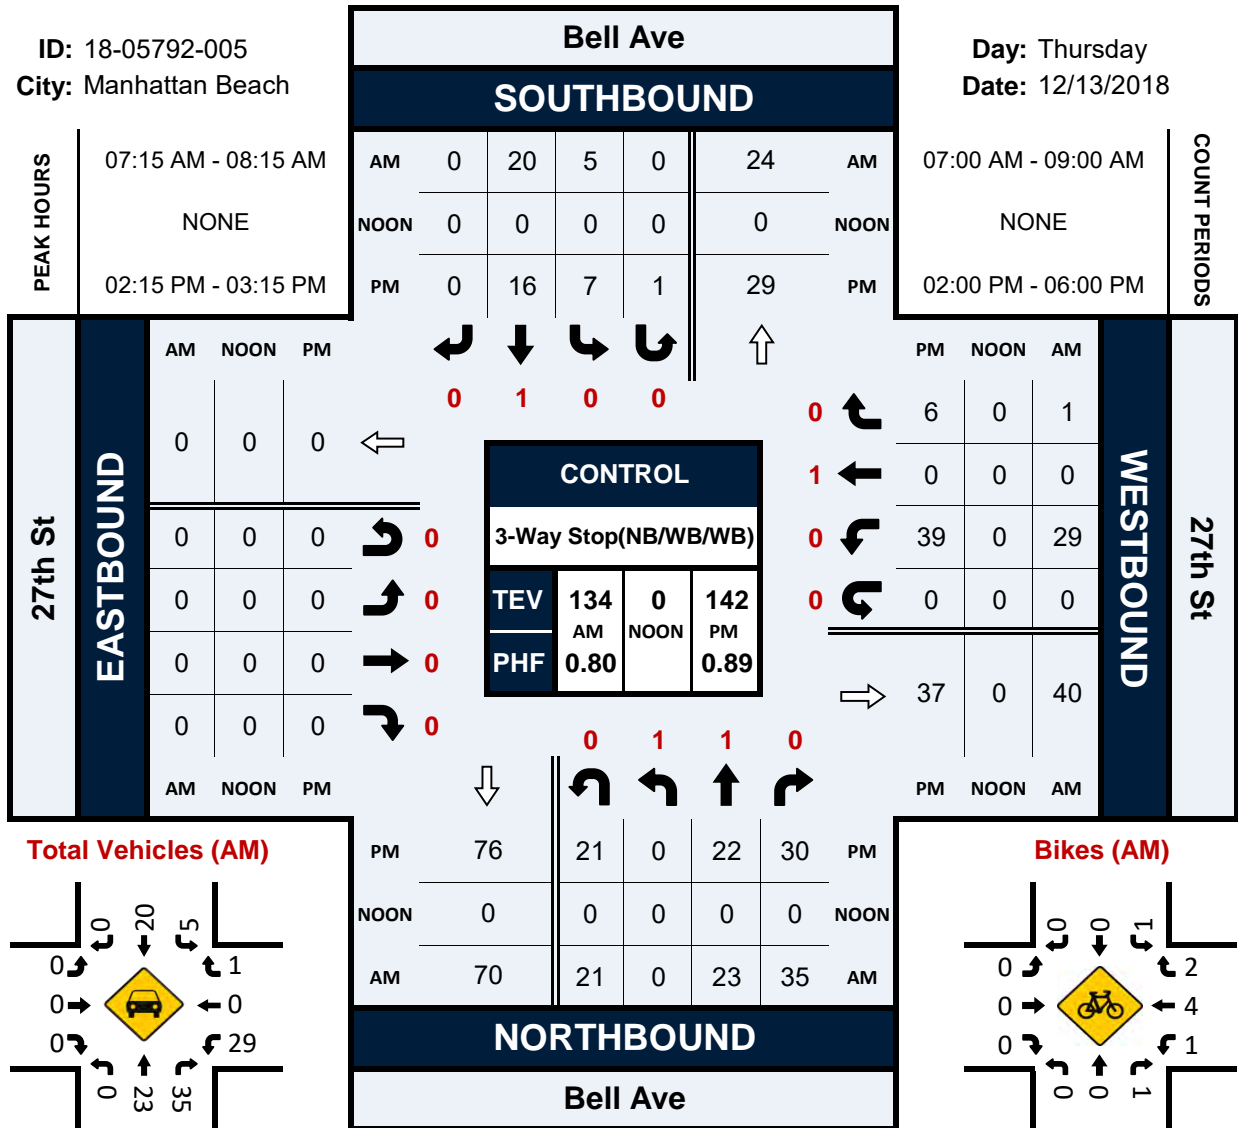 Bell Ave
ID: 18-05792-005
Day: Thursday
City: Manhattan Beach
Date: 12/13/2018
SOUTHBOUND
PEAK HOURS
07:15 AM - 08:15 AM
AM 0 20 5 0 24 AM
07:00 AM - 09:00 AM
COUNT PERIODS
NONE
NOON 0 0 0 0 0 NOON
NONE
02:15 PM - 03:15 PM
PM 0 16 7 1 29 PM
02:00 PM - 06:00 PM
0 1 0 0
27th St
EASTBOUND
AM NOON PM
0 0 0
0 0 0 0
0 0 0 0
0 0 0 0
0 0 0 0
AM NOON PM
CONTROL
3-Way Stop(NB/WB/WB)
TEV 134 0 142
AM NOON PM
PHF 0.80 0.89
PM NOON AM
0 6 0 1
1 0 0 0
0 39 0 29
0 0 0 0
37 0 40
PM NOON AM
WESTBOUND
27th St
0 1 1 0
PM 76 21 0 22 30 PM
NOON 0 0 0 0 0 NOON
AM 70 21 0 23 35 AM
NORTHBOUND
Bell Ave
Total Vehicles (AM)
0 20 5
0 1
0 0
0 29
0 23 35
Bikes (AM)
0 0 1
0 2
0 4
0 1
0 0 1